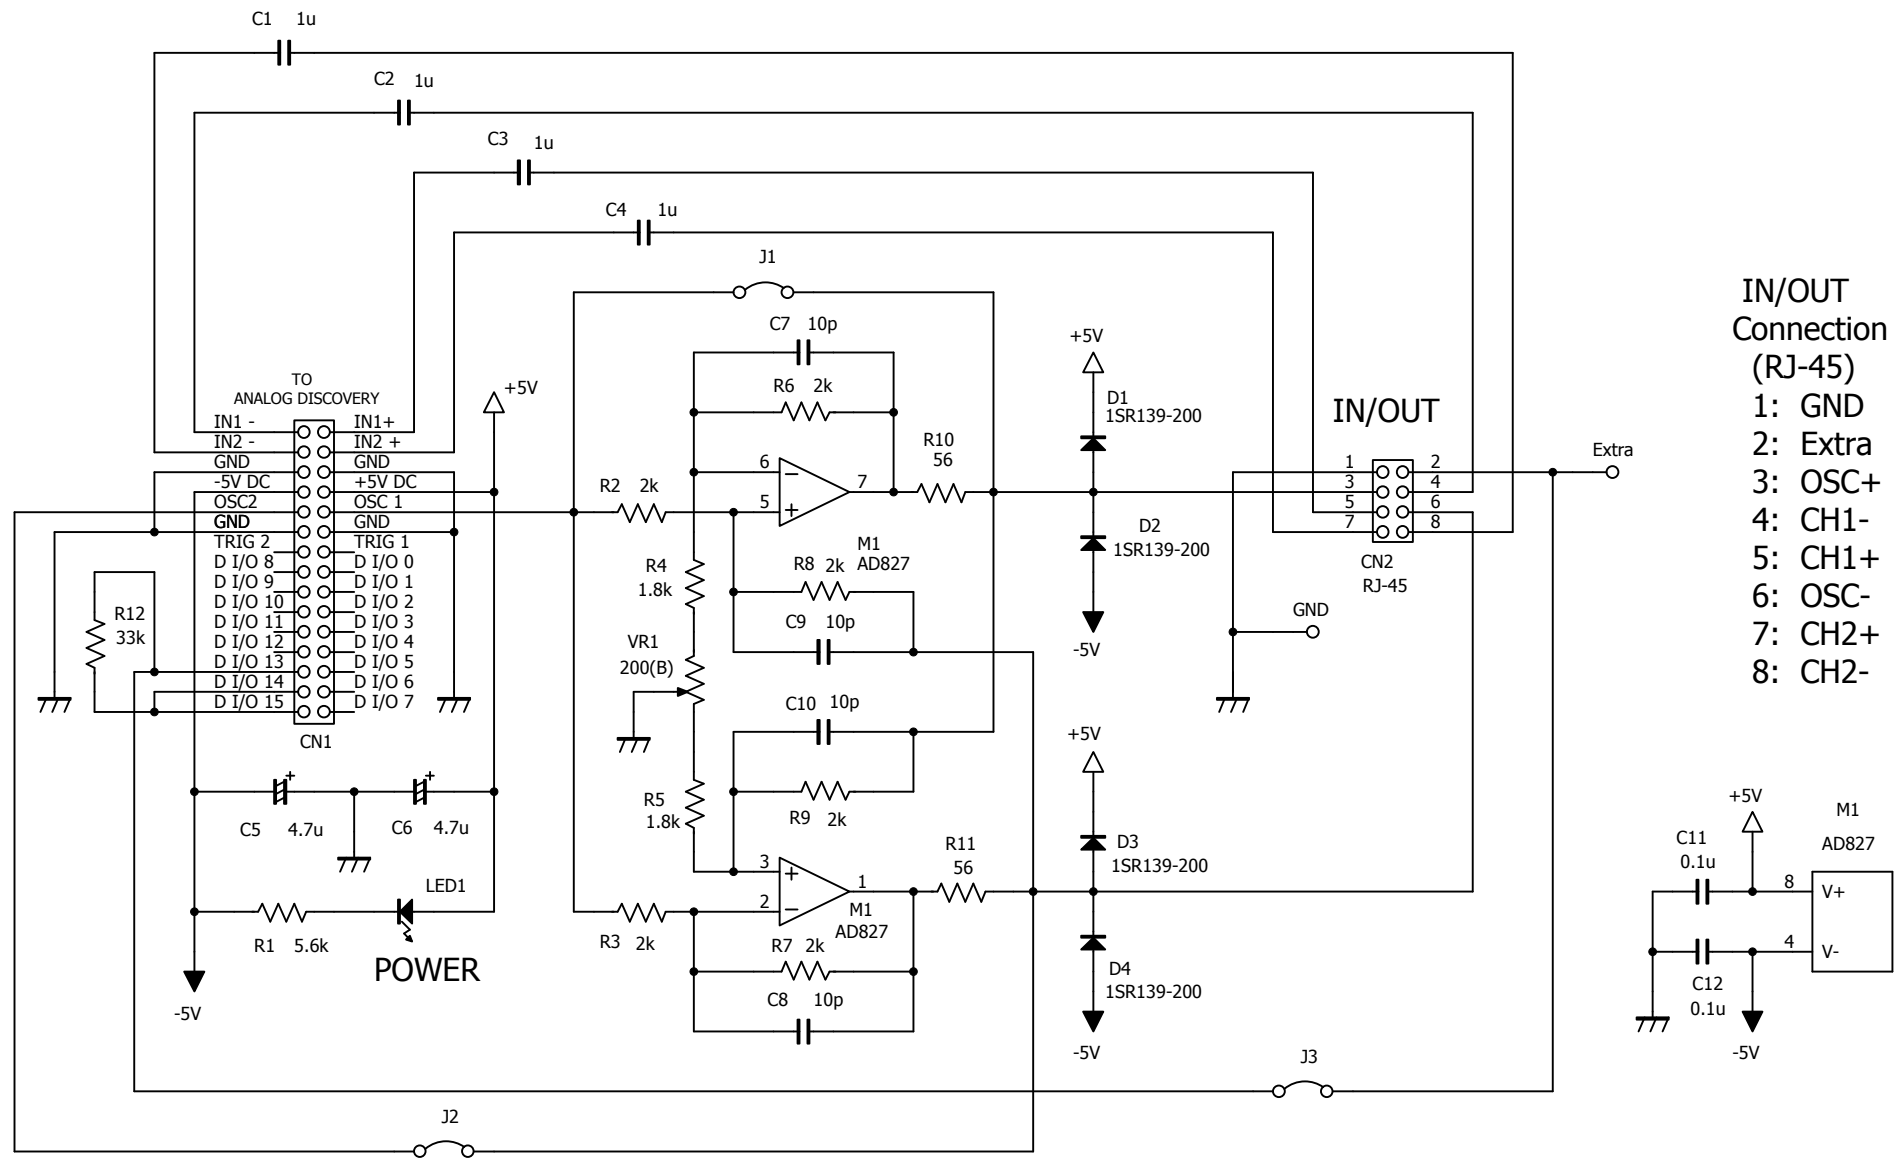 C1 1u
C2 1u
C3 1u
C4 1u
J1
C7 10p
R6 2k
TO
ANALOG DISCOVERY
+5V
IN1 - IN1+
IN2 - IN2 +
GND GND
-5V DC +5V DC
OSC2 OSC 1
GND GND
TRIG 2 TRIG 1
D I/O 8 D I/O 0
D I/O 9 D I/O 1
D I/O 10 D I/O 2
D I/O 11 D I/O 3
D I/O 12 D I/O 4
D I/O 13 D I/O 5
D I/O 14 D I/O 6
D I/O 15 D I/O 7
CN1
R12
33k
C5 4.7u
C6 4.7u
LED1
R1 5.6k
POWER
-5V
R2 2k
6
5
7
M1
AD827
R10
56
R4
1.8k
R8 2k
C9 10p
VR1
200(B)
C10 10p
R5
1.8k
R9 2k
3
2
1
M1
AD827
R11
56
R3 2k
R7 2k
C8 10p
+5V
D1
1SR139-200
D2
1SR139-200
-5V
+5V
D3
1SR139-200
D4
1SR139-200
-5V
IN/OUT
1 2
3 4
5 6
7 8
CN2
RJ-45
GND
Extra
J3
J2
IN/OUT
Connection
(RJ-45)
1: GND
2: Extra
3: OSC+
4: CH1-
5: CH1+
6: OSC-
7: CH2+
8: CH2-
+5V
M1
AD827
C11
0.1u
8 V+
4 V-
C12
0.1u
-5V